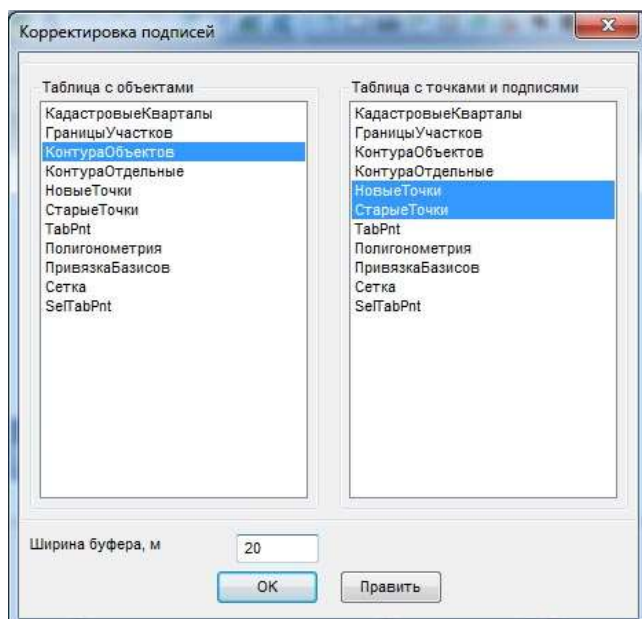 Корректировка подписей
Таблица с объектами
КадастровыеКварталы
ГраницыУчастков
КонтураОбъектов
КонтураОтдельные
НовыеТочки
СтарыеТочки
TabPnt
Полигонометрия
ПривязкаБазисов
Сетка
SelTabPnt
Таблица с точками и подписями
КадастровыеКварталы
ГраницыУчастков
КонтураОбъектов
КонтураОтдельные
НовыеТочки
СтарыеТочки
TabPnt
Полигонометрия
ПривязкаБазисов
Сетка
SelTabPnt
Ширина буфера, м 20
OK Править